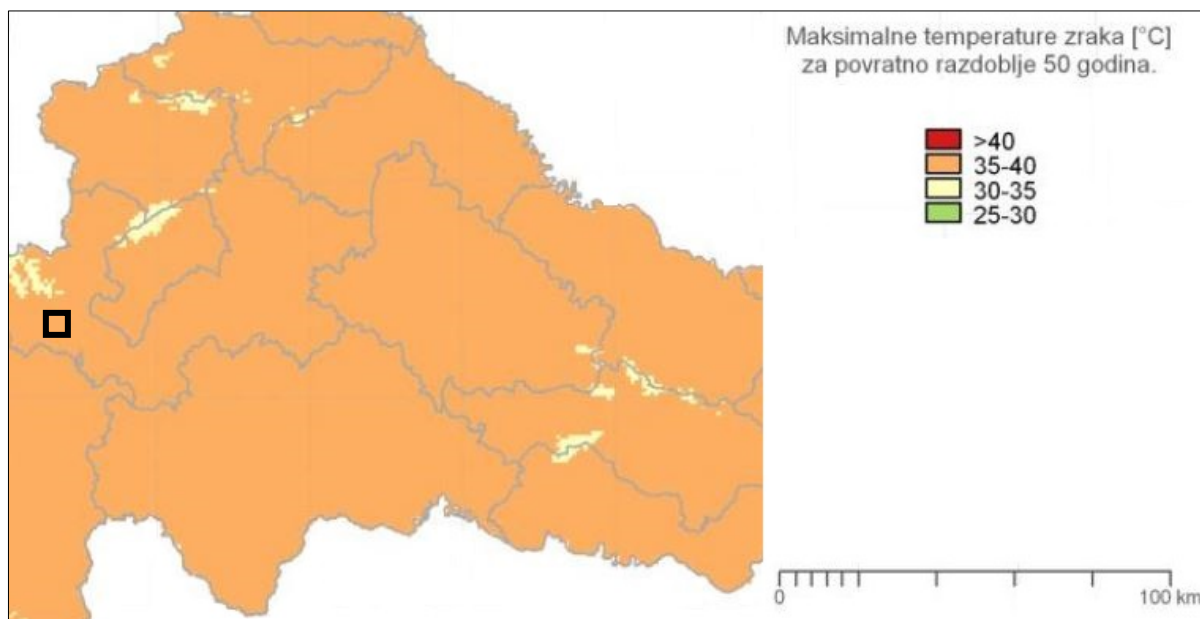 Maksimalne temperature zraka [°C]
za povratno razdoblje 50 godina.
>40
35-40
30-35
25-30
0 100 km